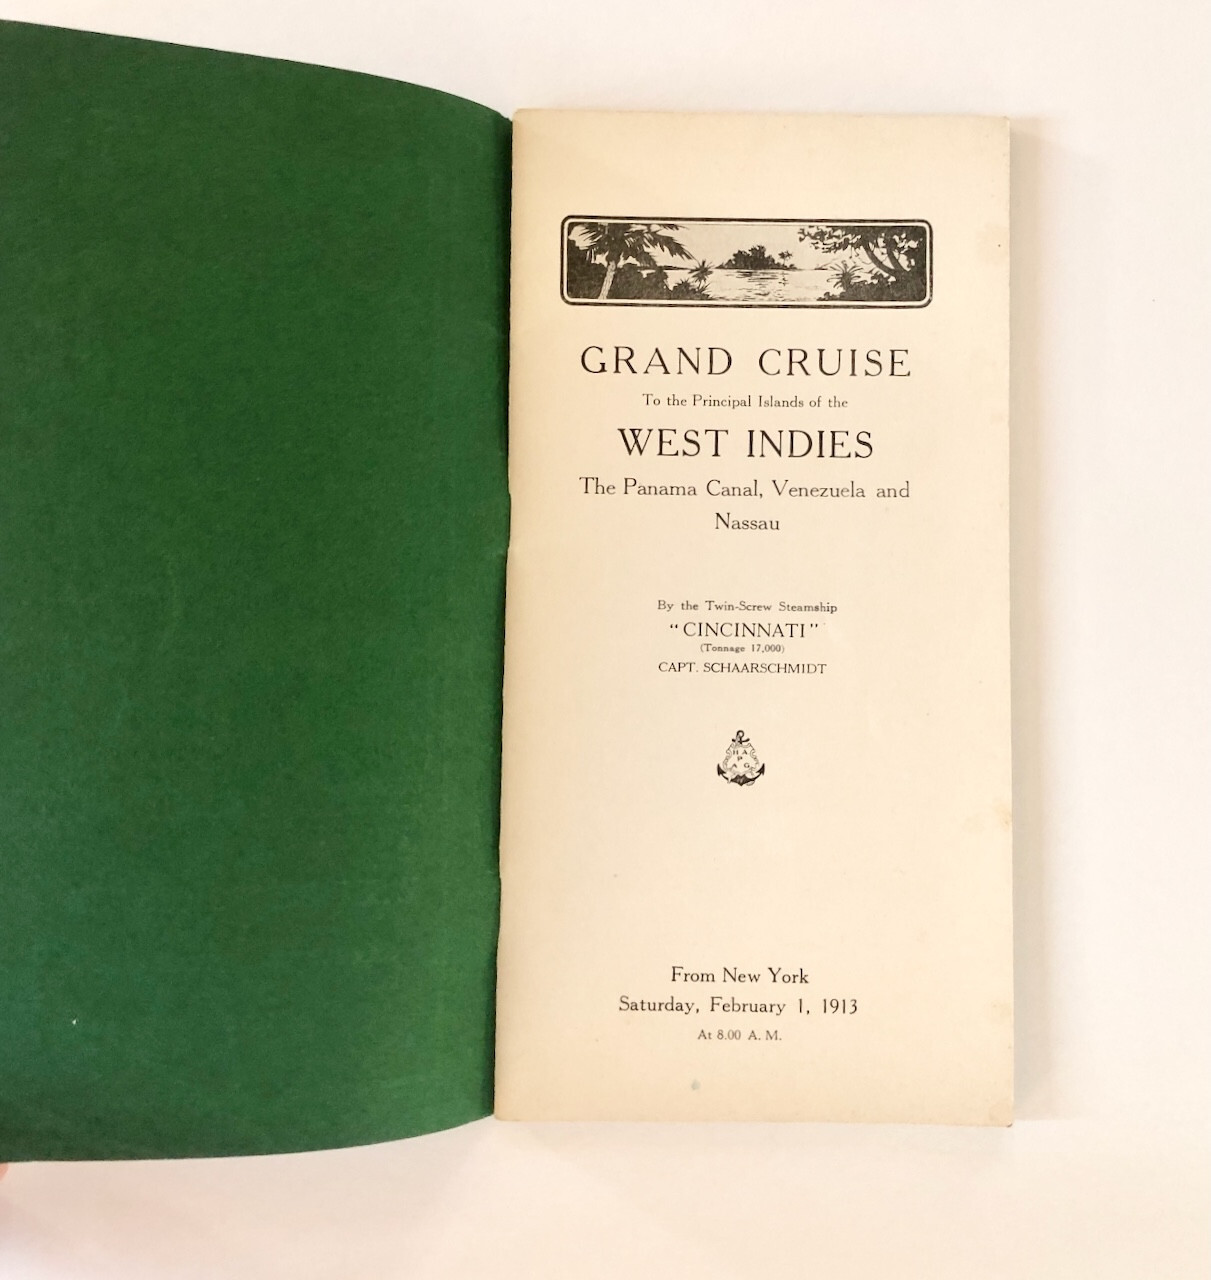 GRAND CRUISE
To the Principal Islands of the
WEST INDIES
The Panama Canal, Venezuela and
Nassau
By the Twin-Screw Steamship
"CINCINNATI"
(Tonnage 17,000)
CAPT. SCHAARSCHMIDT
H A
P
A G
From New York
Saturday, February 1, 1913
At 8.00 A. M.